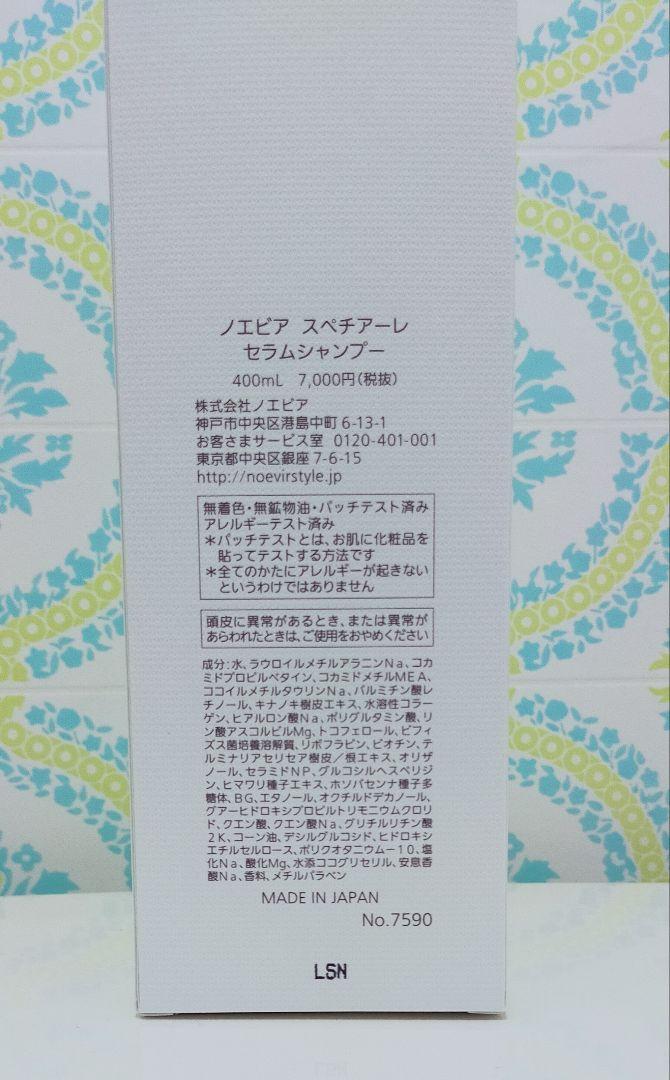 ノエビア スペチアーレ
セラムシャンプー
400mL 7,000円(税抜)
株式会社ノエビア
神戸市中央区港島中町 6-13-1
お客さまサービス室 0120-401-001
東京都中央区銀座 7-6-15
http://noevirstyle.jp
無着色・無鉱物油・パッチテスト済み
アレルギーテスト済み
＊パッチテストとは、お肌に化粧品を
貼ってテストする方法です
＊全てのかたにアレルギーが起きない
というわけではありません
頭皮に異常があるとき、または異常が
あらわれたときは、ご使用をおやめください
成分：水、ラウロイルメチルアラニンNa、コカ
ミドプロピルベタイン、コカミドメチルMEA、
ココイルメチルタウリンNa、パルミチン酸レ
チノール、キナノキ樹皮エキス、水溶性コラー
ゲン、ヒアルロン酸Na、ポリグルタミン酸、リ
ン酸アスコルビルMg、トコフェロール、ビフィ
ズス菌培養溶解質、リボフラビン、ビオチン、テ
ルミナリアセリセア樹皮／根エキス、オリザ
ノール、セラミドNP、グルコシルヘスペリジ
ン、ヒマワリ種子エキス、ホソバセンナ種子多
糖体、BG、エタノール、オクチルドデカノール、
グアーヒドロキシプロピルトリモニウムクロリ
ド、クエン酸、クエン酸Na、グリチルリチン酸
2K、コーン油、デシルグルコシド、ヒドロキシ
エチルセルロース、ポリクオタニウム－10、塩
化Na、酸化Mg、水添ココグリセリル、安息香
酸Na、香料、メチルパラベン
MADE IN JAPAN
No.7590
LSN